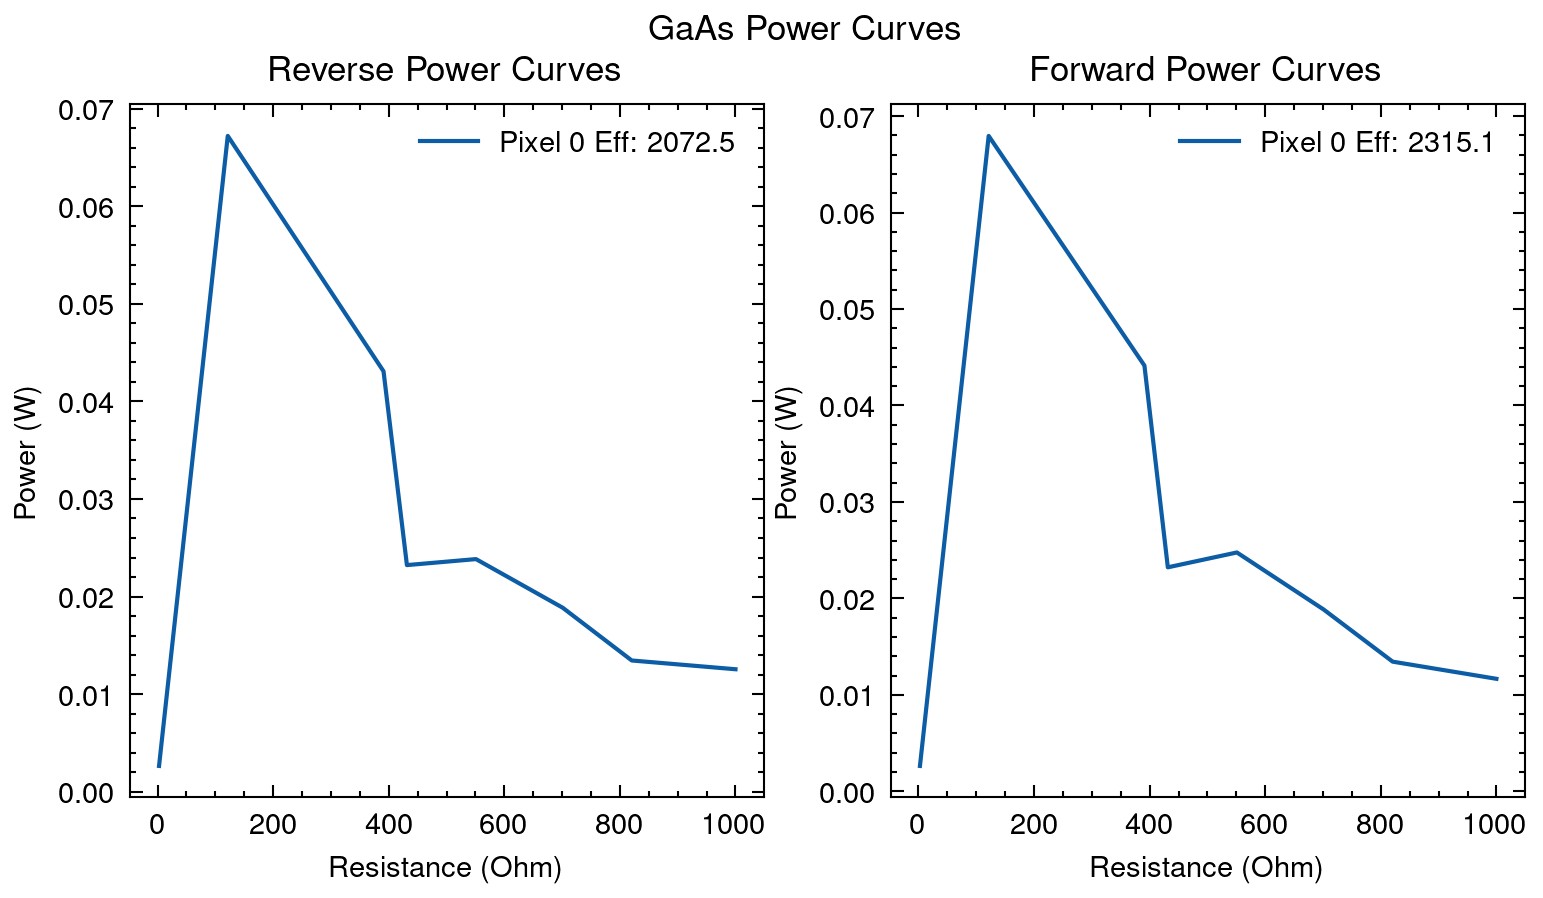 GaAs Power Curves
Reverse Power Curves
Pixel 0 Eff: 2072.5
0.07
0.06
0.05
0.04
0.03
0.02
0.01
0.00
Power (W)
0 200 400 600 800 1000
Resistance (Ohm)
Forward Power Curves
Pixel 0 Eff: 2315.1
0.07
0.06
0.05
0.04
0.03
0.02
0.01
0.00
Power (W)
0 200 400 600 800 1000
Resistance (Ohm)